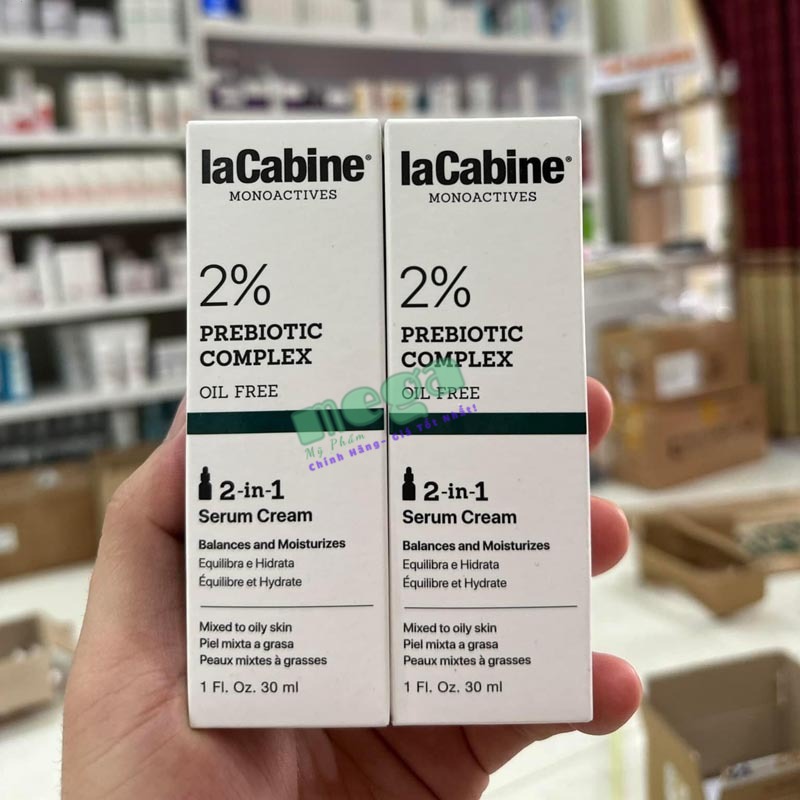 laCabine®
MONOACTIVES
2%
PREBIOTIC
COMPLEX
OIL FREE
2-in-1
Serum Cream
Balances and Moisturizes
Equilibra e Hidrata
Équilibre et Hydrate
Mixed to oily skin
Piel mixta a grasa
Peaux mixtes à grasses
1 Fl. Oz. 30 ml
laCabine®
MONOACTIVES
2%
PREBIOTIC
COMPLEX
OIL FREE
2-in-1
Serum Cream
Balances and Moisturizes
Equilibra e Hidrata
Équilibre et Hydrate
Mixed to oily skin
Piel mixta a grasa
Peaux mixtes à grasses
1 Fl. Oz. 30 ml
mega
Mỹ Phẩm
Chính Hãng- Giá Tốt Nhất!